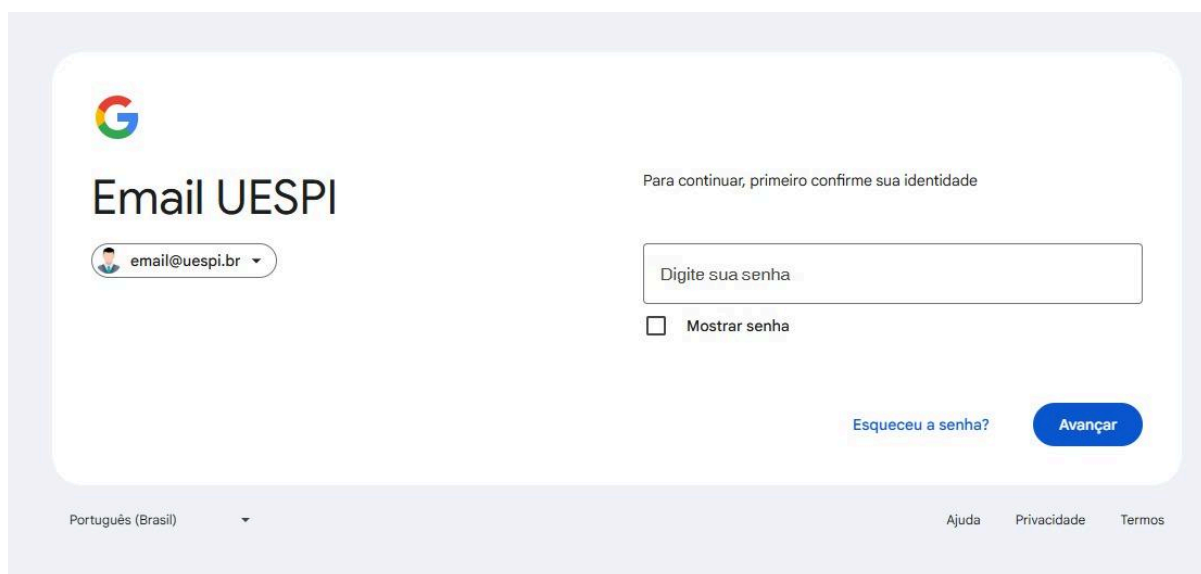 Email UESPI
email@uespi.br
Para continuar, primeiro confirme sua identidade
Digite sua senha
Mostrar senha
Esqueceu a senha?
Avançar
Português (Brasil)
Ajuda
Privacidade
Termos